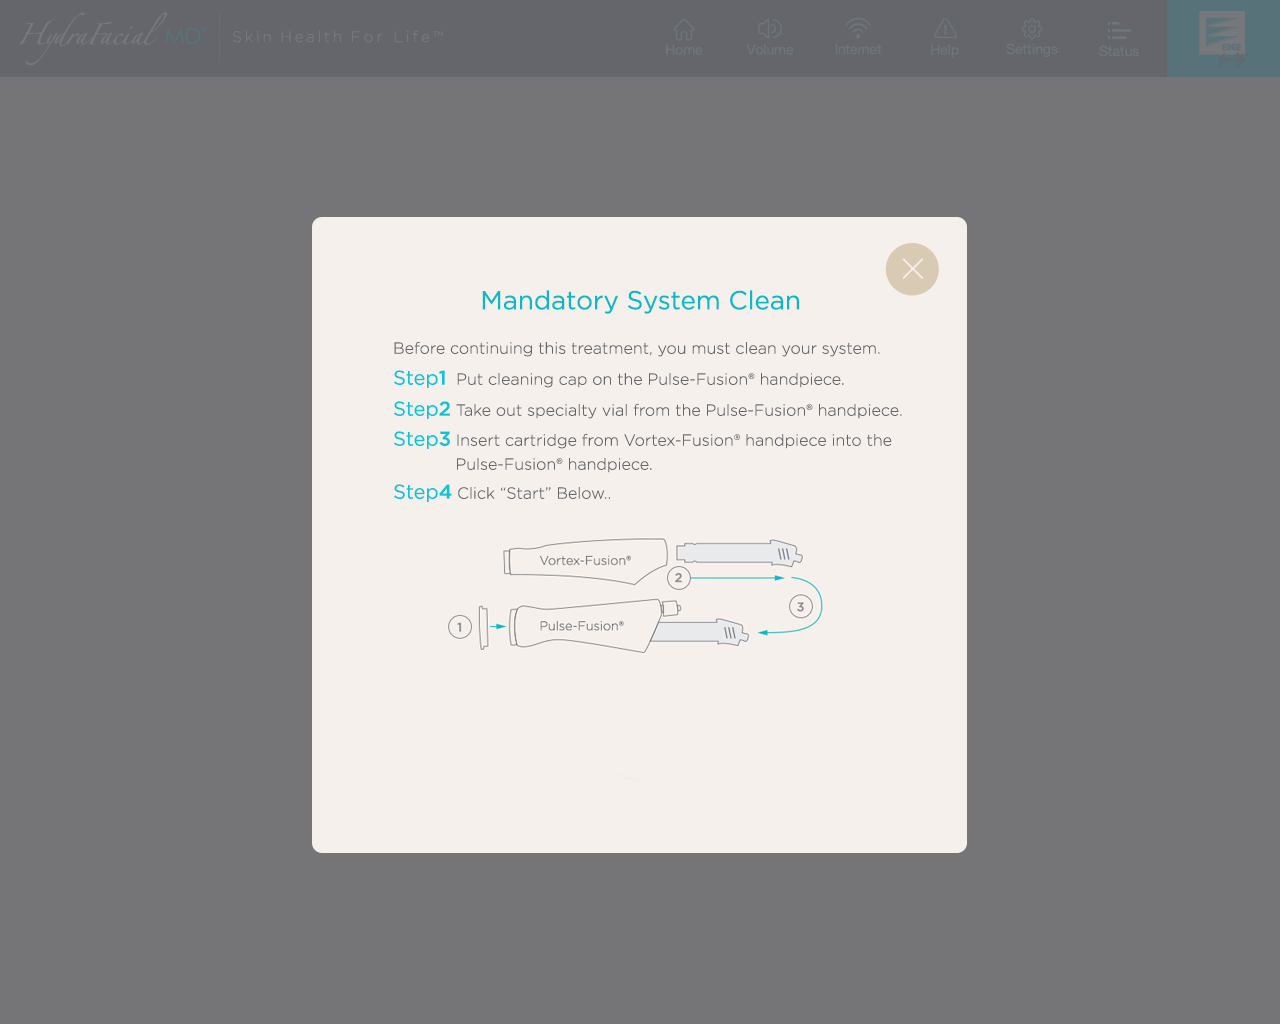 HydraFacial MD® Skin Health For Life™
Home Volume Internet Help Settings Status
Mandatory System Clean
Before continuing this treatment, you must clean your system.
Step1 Put cleaning cap on the Pulse-Fusion® handpiece.
Step2 Take out specialty vial from the Pulse-Fusion® handpiece.
Step3 Insert cartridge from Vortex-Fusion® handpiece into the
Pulse-Fusion® handpiece.
Step4 Click “Start” Below..
Vortex-Fusion®
2
3
1
Pulse-Fusion®